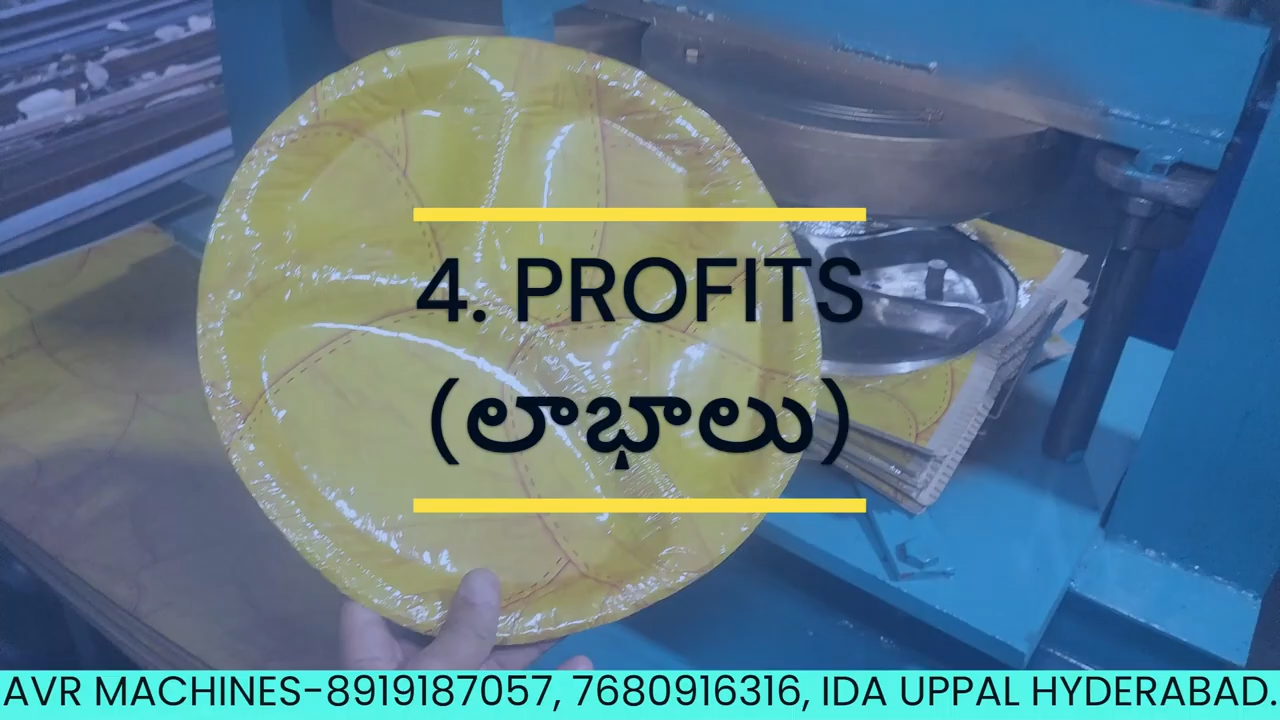 4. PROFITS
(లాభాలు)
AVR MACHINES-8919187057, 7680916316, IDA UPPAL HYDERABAD.